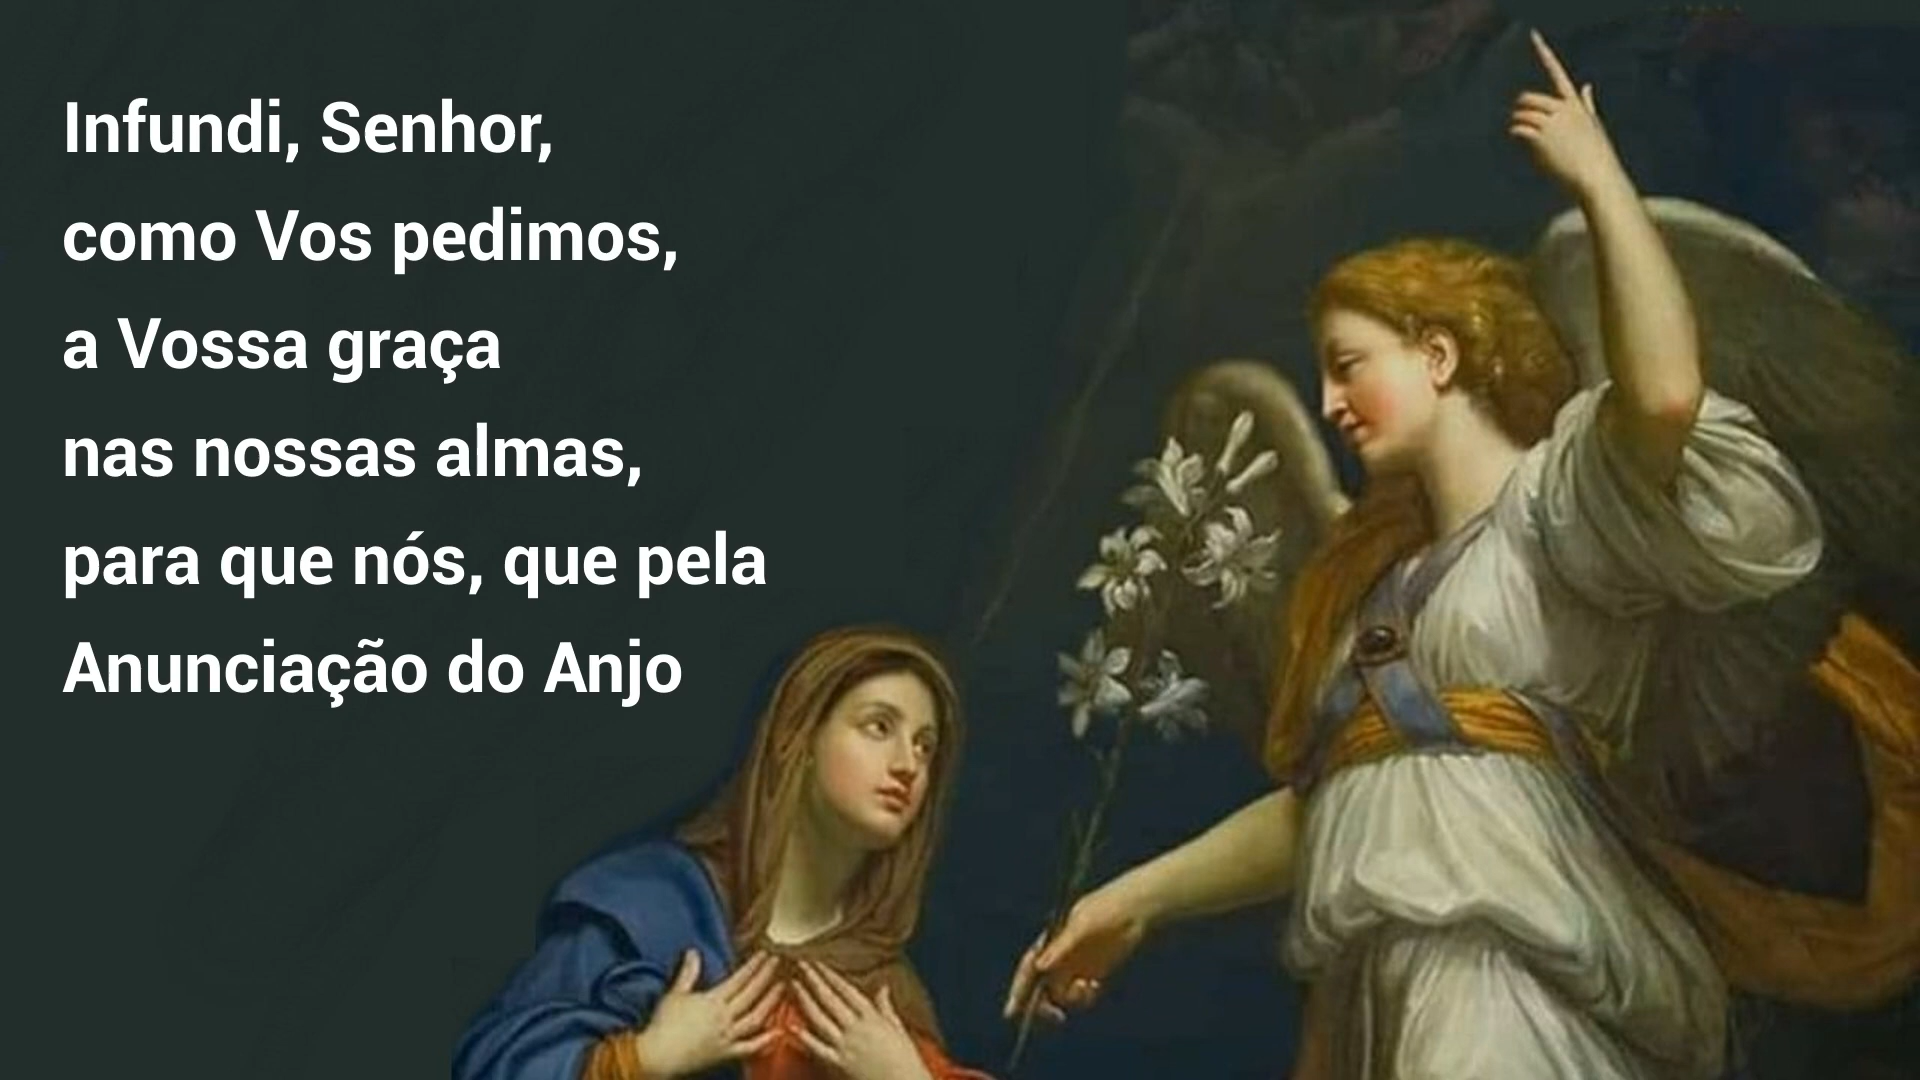 Infundi, Senhor,
como Vos pedimos,
a Vossa graça
nas nossas almas,
para que nós, que pela
Anunciação do Anjo